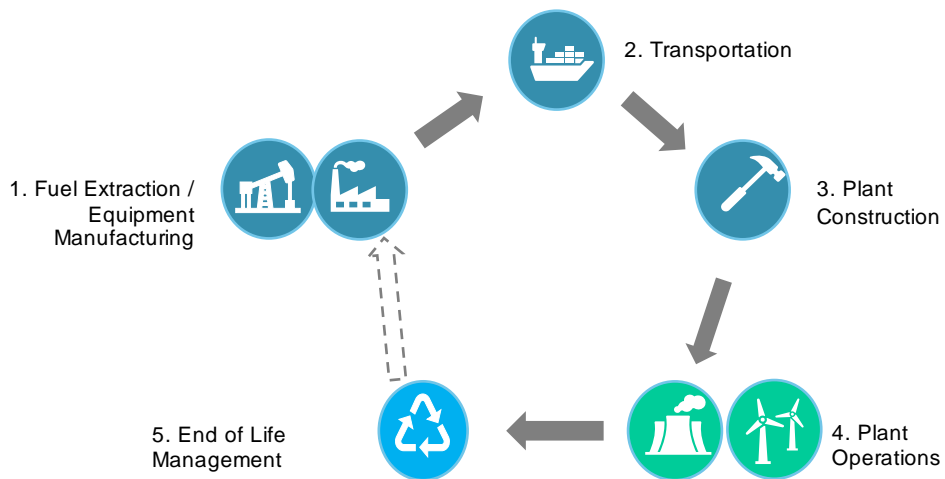 2. Transportation
1. Fuel Extraction /
Equipment
Manufacturing
3. Plant
Construction
5. End of Life
Management
4. Plant
Operations